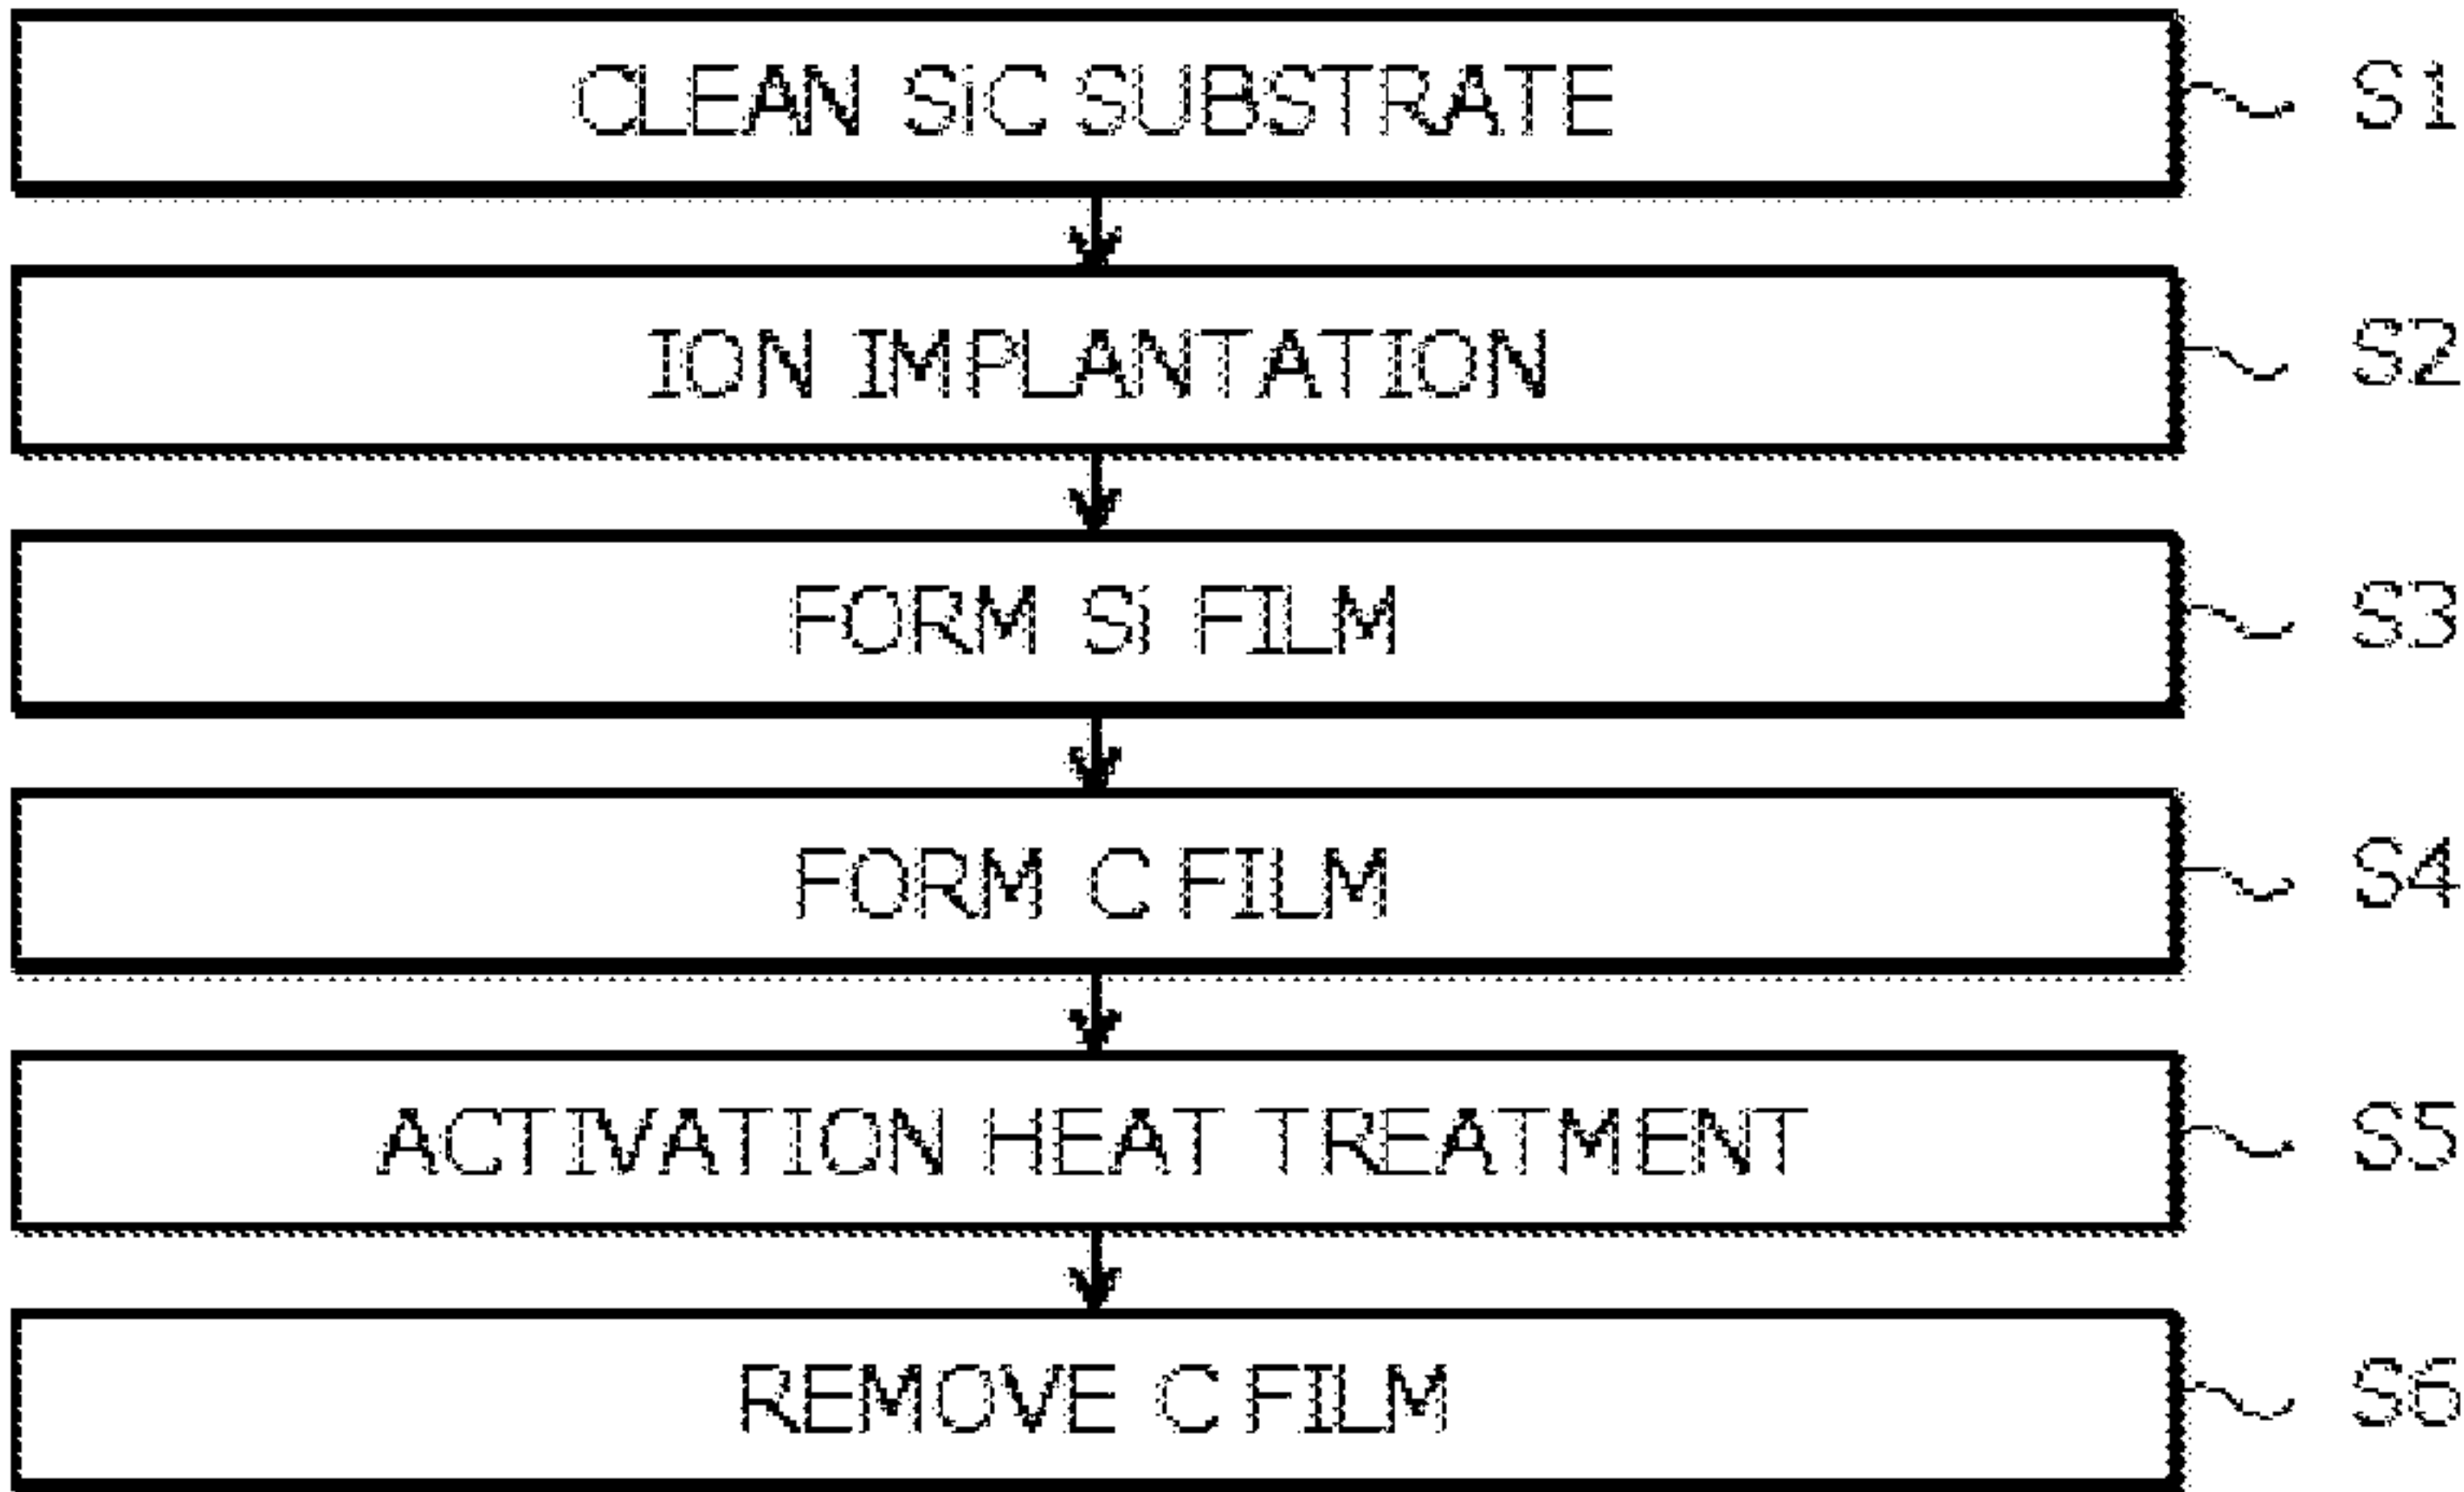 CLEAN SiC SUBSTRATE S1
ION IMPLANTATION S2
FORM Si FILM S3
FORM C FILM S4
ACTIVATION HEAT TREATMENT S5
REMOVE C FILM S6